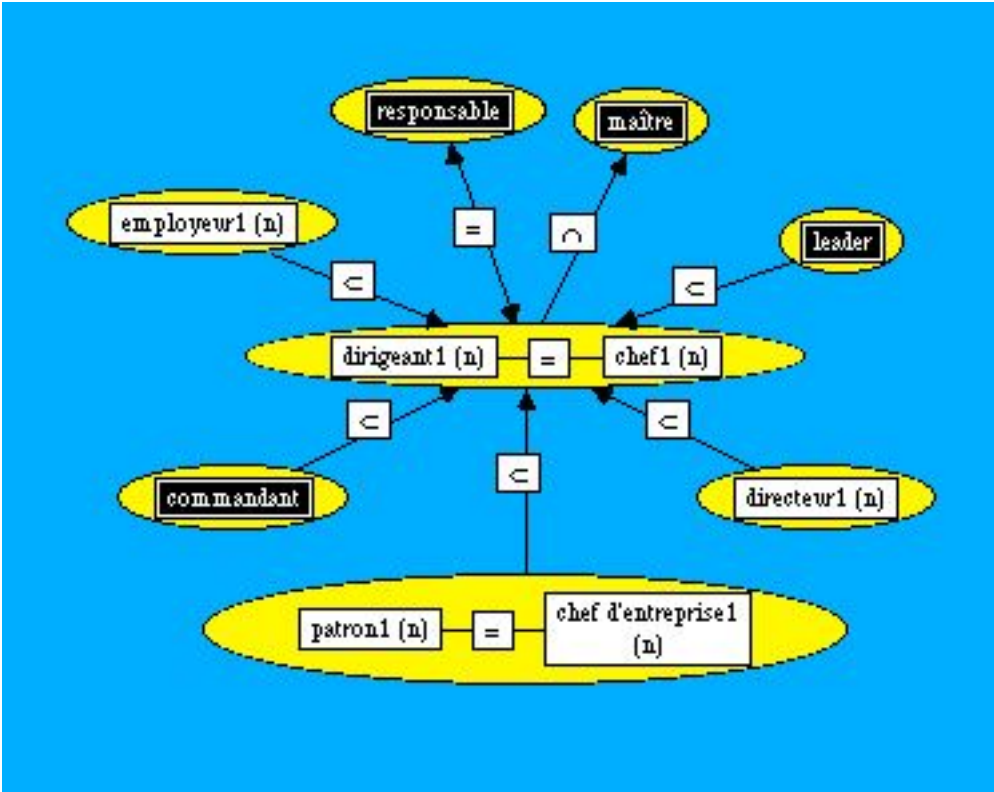 responsable
maître
employeur1 (n)
=
∩
leader
⊂
⊂
dirigeant1 (n) = chef1 (n)
⊂
⊂
⊂
commandant
directeur1 (n)
patron1 (n) = chef d'entreprise1
(n)